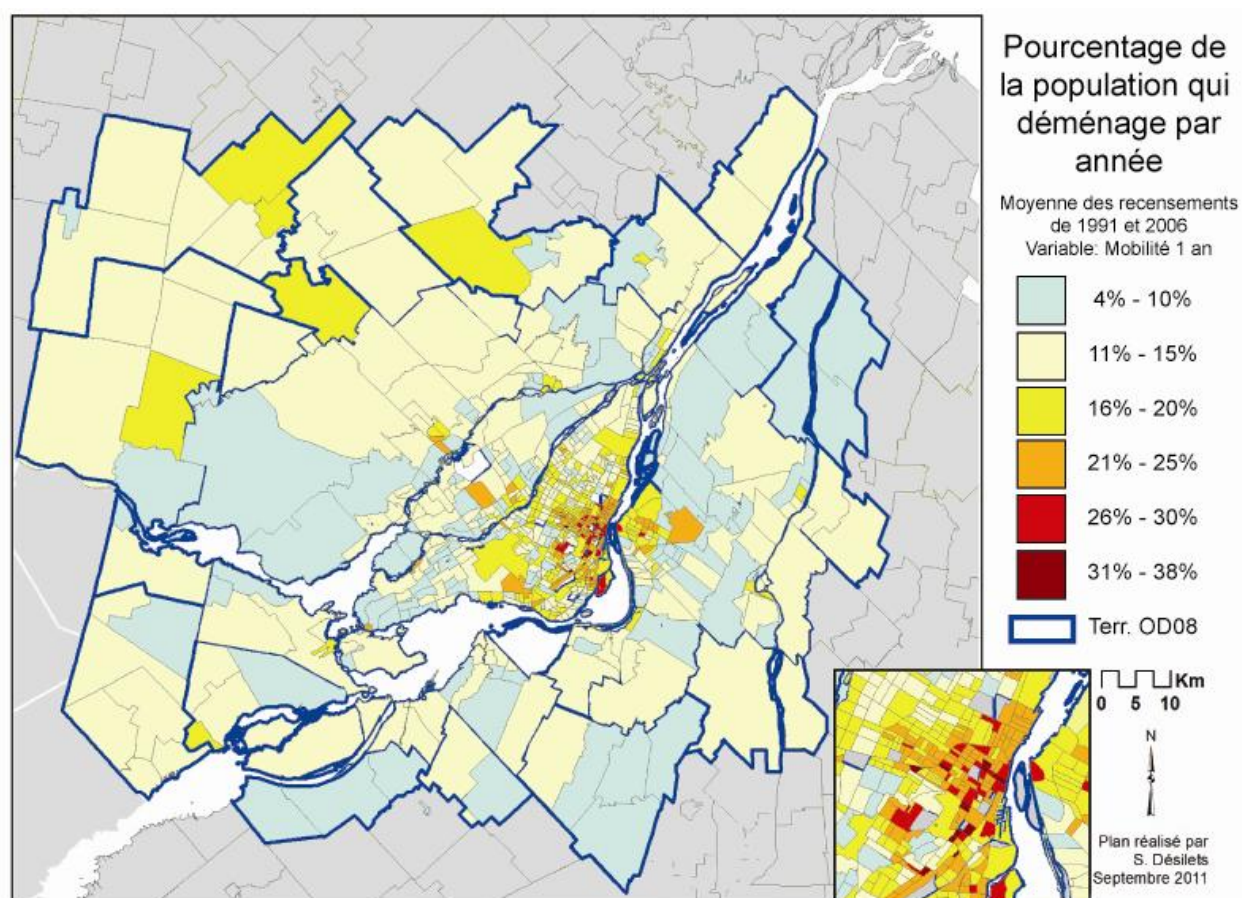 Pourcentage de
la population qui
déménage par
année
Moyenne des recensements
de 1991 et 2006
Variable: Mobilité 1 an
4% - 10%
11% - 15%
16% - 20%
21% - 25%
26% - 30%
31% - 38%
Terr. OD08
Km
0 5 10
N
Plan réalisé par
S. Désilets
Septembre 2011